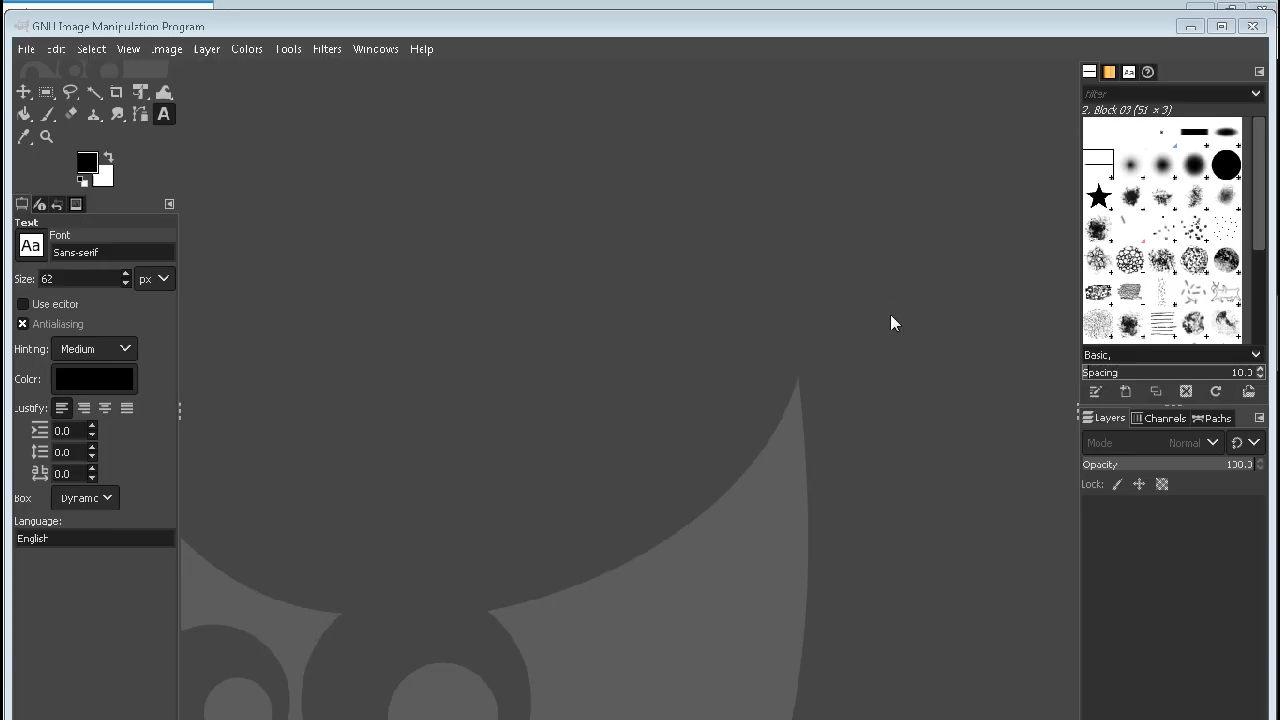 GNU Image Manipulation Program
File Edit Select View Image Layer Colors Tools Filters Windows Help
Filter
2. Block 03 (51 × 3)
A
Text
Font
Aa Sans-serif
Size: 62 px
Use editor
Antialiasing
Hinting: Medium
Color:
Justify:
0.0
0.0
0.0
Box Dynamic
Language:
English
Basic,
Spacing 10.0
Layers Channels Paths
Mode Normal
Opacity 100.0
Lock: